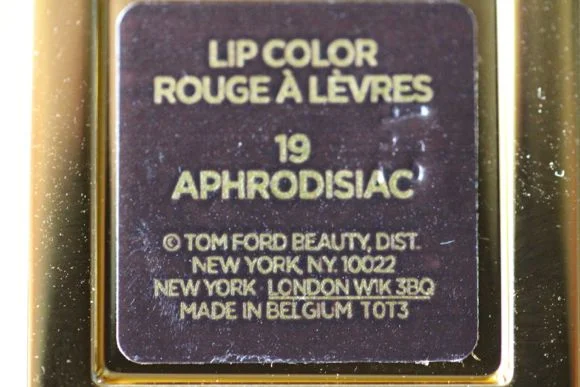 LIP COLOR
ROUGE À LÈVRES
19
APHRODISIAC
© TOM FORD BEAUTY, DIST.
NEW YORK, NY. 10022
NEW YORK LONDON W1K 3BQ
MADE IN BELGIUM T0T3